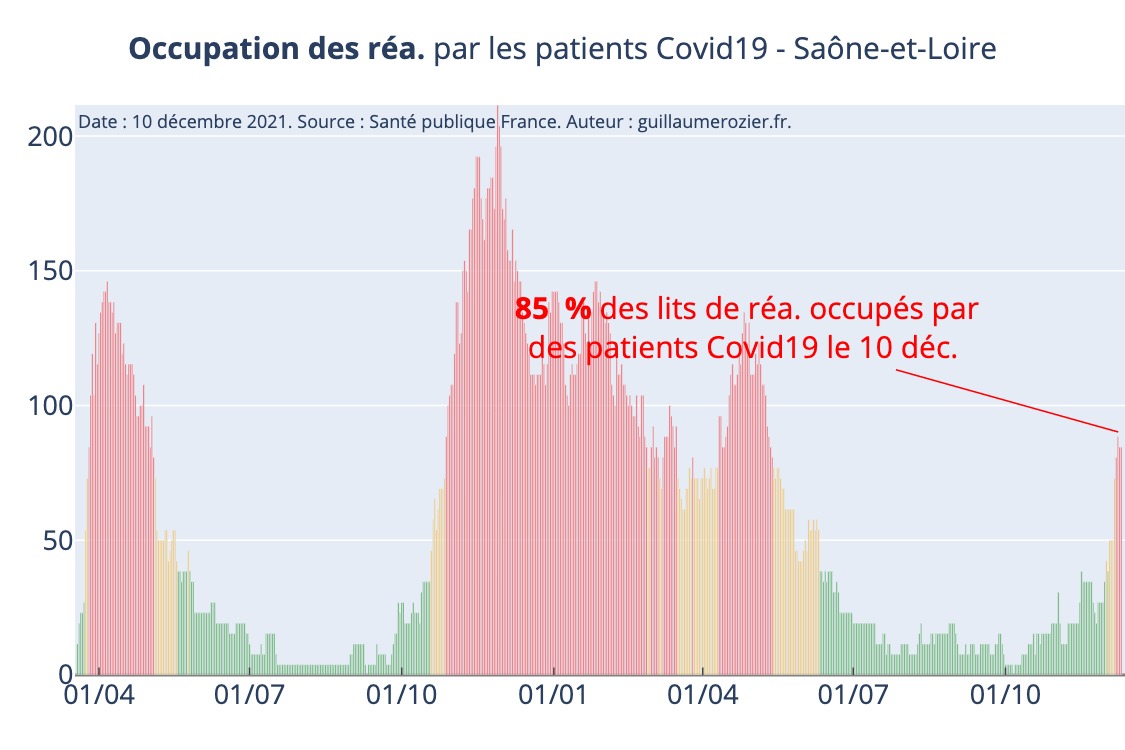 Occupation des réa. par les patients Covid19 - Saône-et-Loire
Date : 10 décembre 2021. Source : Santé publique France. Auteur : guillaumerozier.fr.
200
150
85 % des lits de réa. occupés par
des patients Covid19 le 10 déc.
100
50
0
01/04 01/07 01/10 01/01 01/04 01/07 01/10